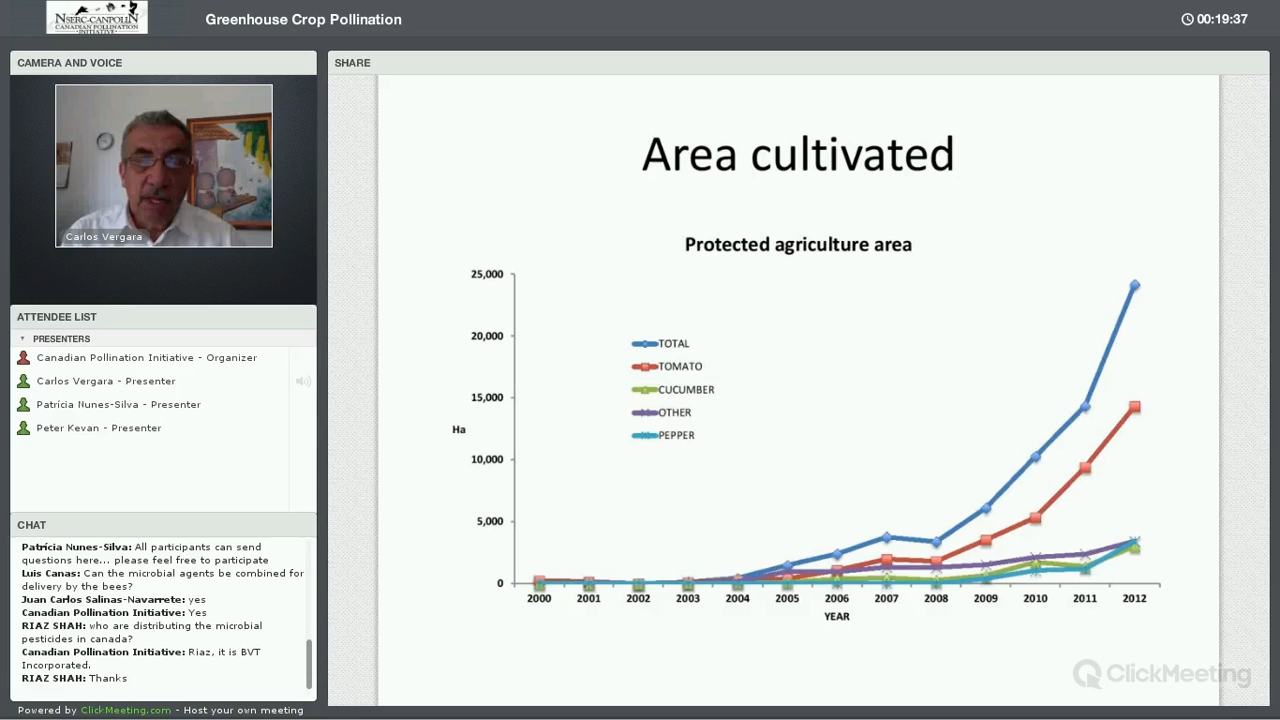 NSERC-CANPOLIN
CANADIAN POLLINATION
INITIATIVE
Greenhouse Crop Pollination
00:19:37
CAMERA AND VOICE
Carlos Vergara
ATTENDEE LIST
PRESENTERS
Canadian Pollination Initiative - Organizer
Carlos Vergara - Presenter
Patrícia Nunes-Silva - Presenter
Peter Kevan - Presenter
CHAT
Patrícia Nunes-Silva: All participants can send
questions here... please feel free to participate
Luis Canas: Can the microbial agents be combined for
delivery by the bees?
Juan Carlos Salinas-Navarrete: yes
Canadian Pollination Initiative: Yes
RIAZ SHAH: who are distributing the microbial
pesticides in canada?
Canadian Pollination Initiative: Riaz, it is BVT
Incorporated.
RIAZ SHAH: Thanks
Powered by ClickMeeting.com - Host your own meeting
SHARE
Area cultivated
Protected agriculture area
25,000
20,000
15,000
10,000
5,000
0
Ha
TOTAL
TOMATO
CUCUMBER
OTHER
PEPPER
2000 2001 2002 2003 2004 2005 2006 2007 2008 2009 2010 2011 2012
YEAR
ClickMeeting